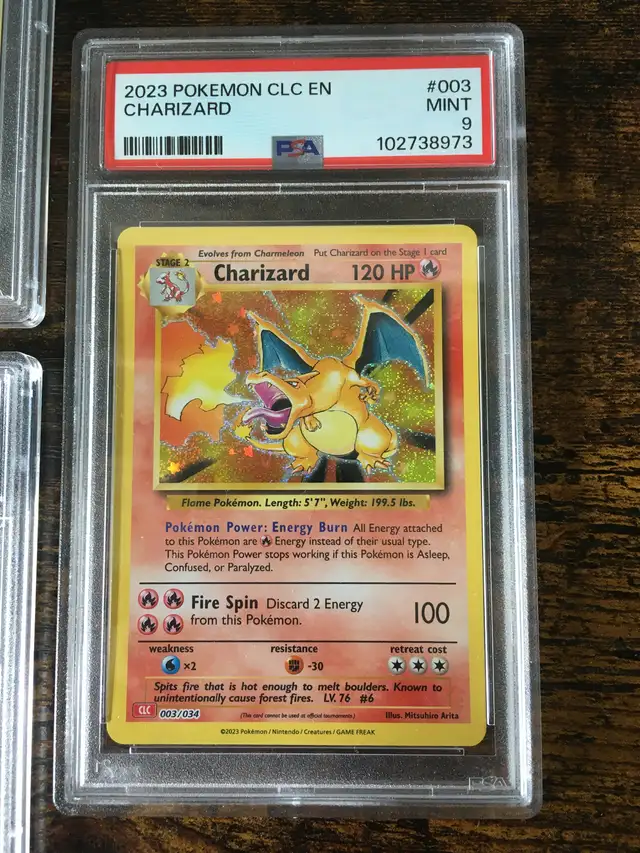 2023 POKEMON CLC EN #003
CHARIZARD MINT
9
PSA 102738973
Evolves from Charmeleon Put Charizard on the Stage 1 card
STAGE 2
Charizard 120 HP
Flame Pokémon. Length: 5'7", Weight: 199.5 lbs.
Pokémon Power: Energy Burn All Energy attached
to this Pokémon are Energy instead of their usual type.
This Pokémon Power stops working if this Pokémon is Asleep,
Confused, or Paralyzed.
Fire Spin Discard 2 Energy
from this Pokémon. 100
weakness resistance retreat cost
×2 -30
Spits fire that is hot enough to melt boulders. Known to
unintentionally cause forest fires. LV. 76 #6
CLC 003/034 (This card cannot be used at official tournaments.) Illus. Mitsuhiro Arita
©2023 Pokémon / Nintendo / Creatures / GAME FREAK
PSA